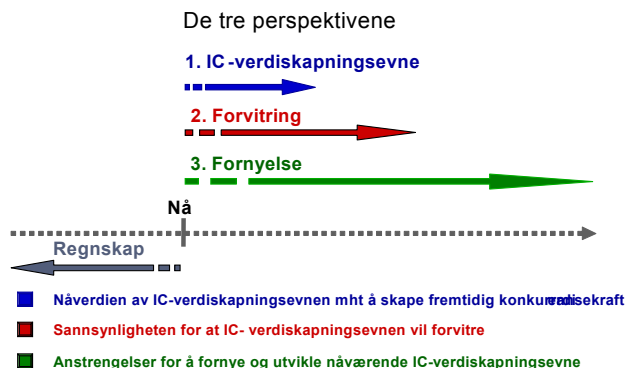 De tre perspektivene
1. IC-verdiskapningsevne
2. Forvitring
3. Fornyelse
Nå
Regnskap
Nåverdien av IC-verdiskapningsevnen mht å skape fremtidig
Sannsynligheten for at IC- verdiskapningsevnen vil forvitre
Anstrengelser for å fornye og utvikle nåværende IC-verdiskapningsevne